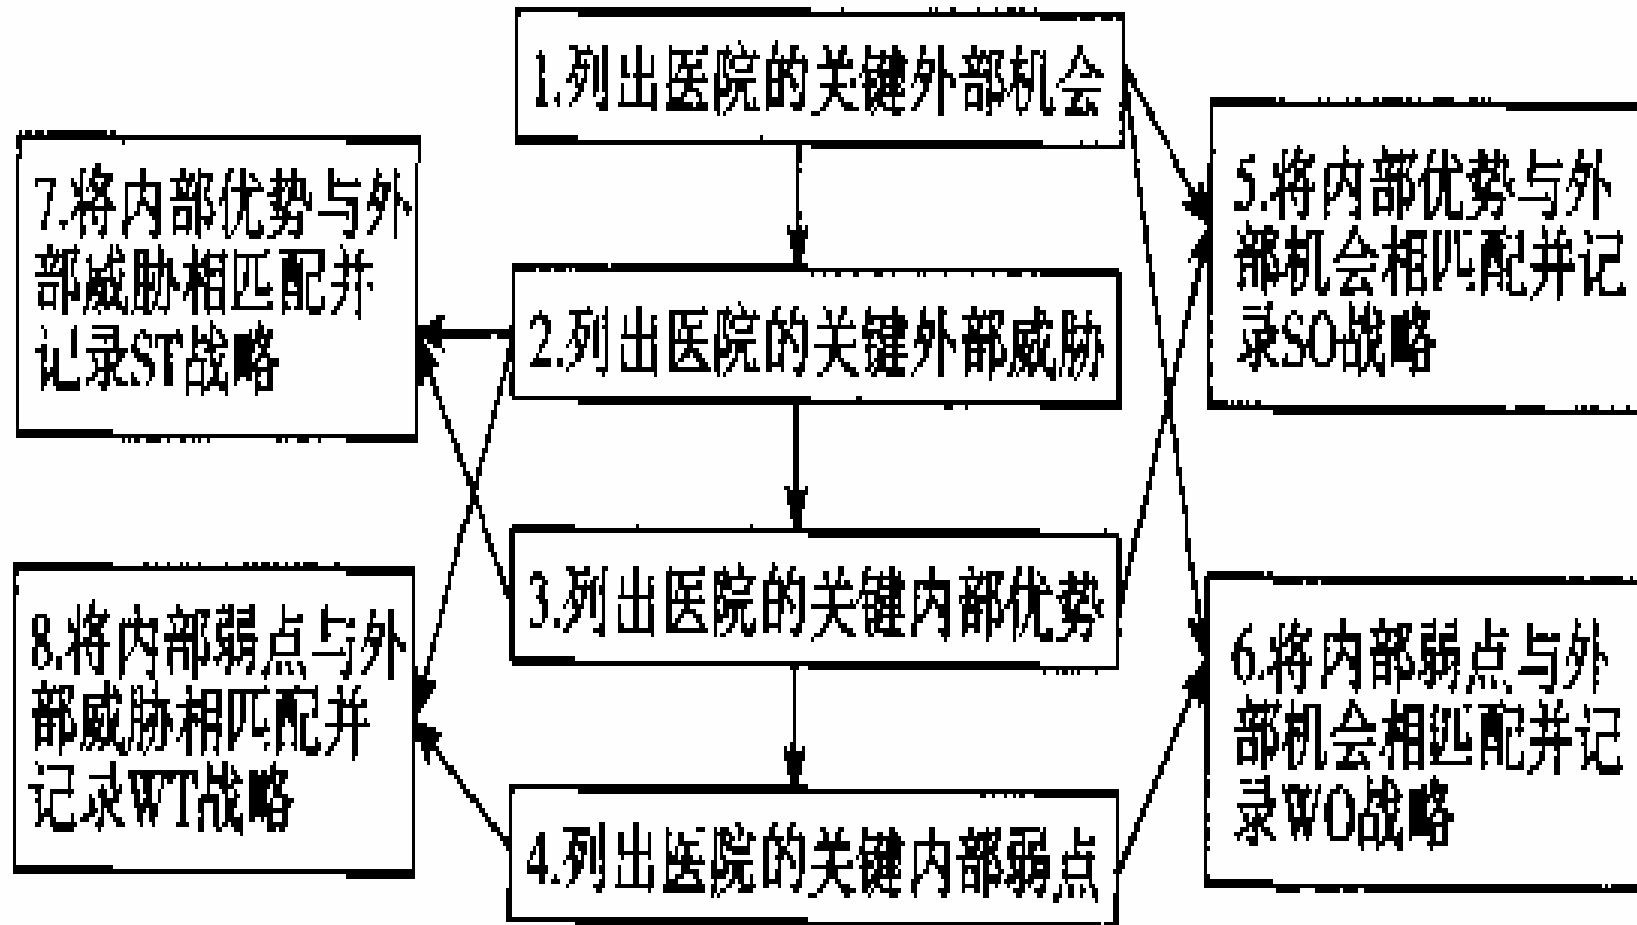 1.列出医院的关键外部机会
2.列出医院的关键外部威胁
3.列出医院的关键内部优势
4.列出医院的关键内部弱点
5.将内部优势与外
部机会相匹配并记
录SO战略
6.将内部弱点与外
部机会相匹配并记
录WO战略
7.将内部优势与外
部威胁相匹配并
记录ST战略
8.将内部弱点与外
部威胁相匹配并
记录WT战略